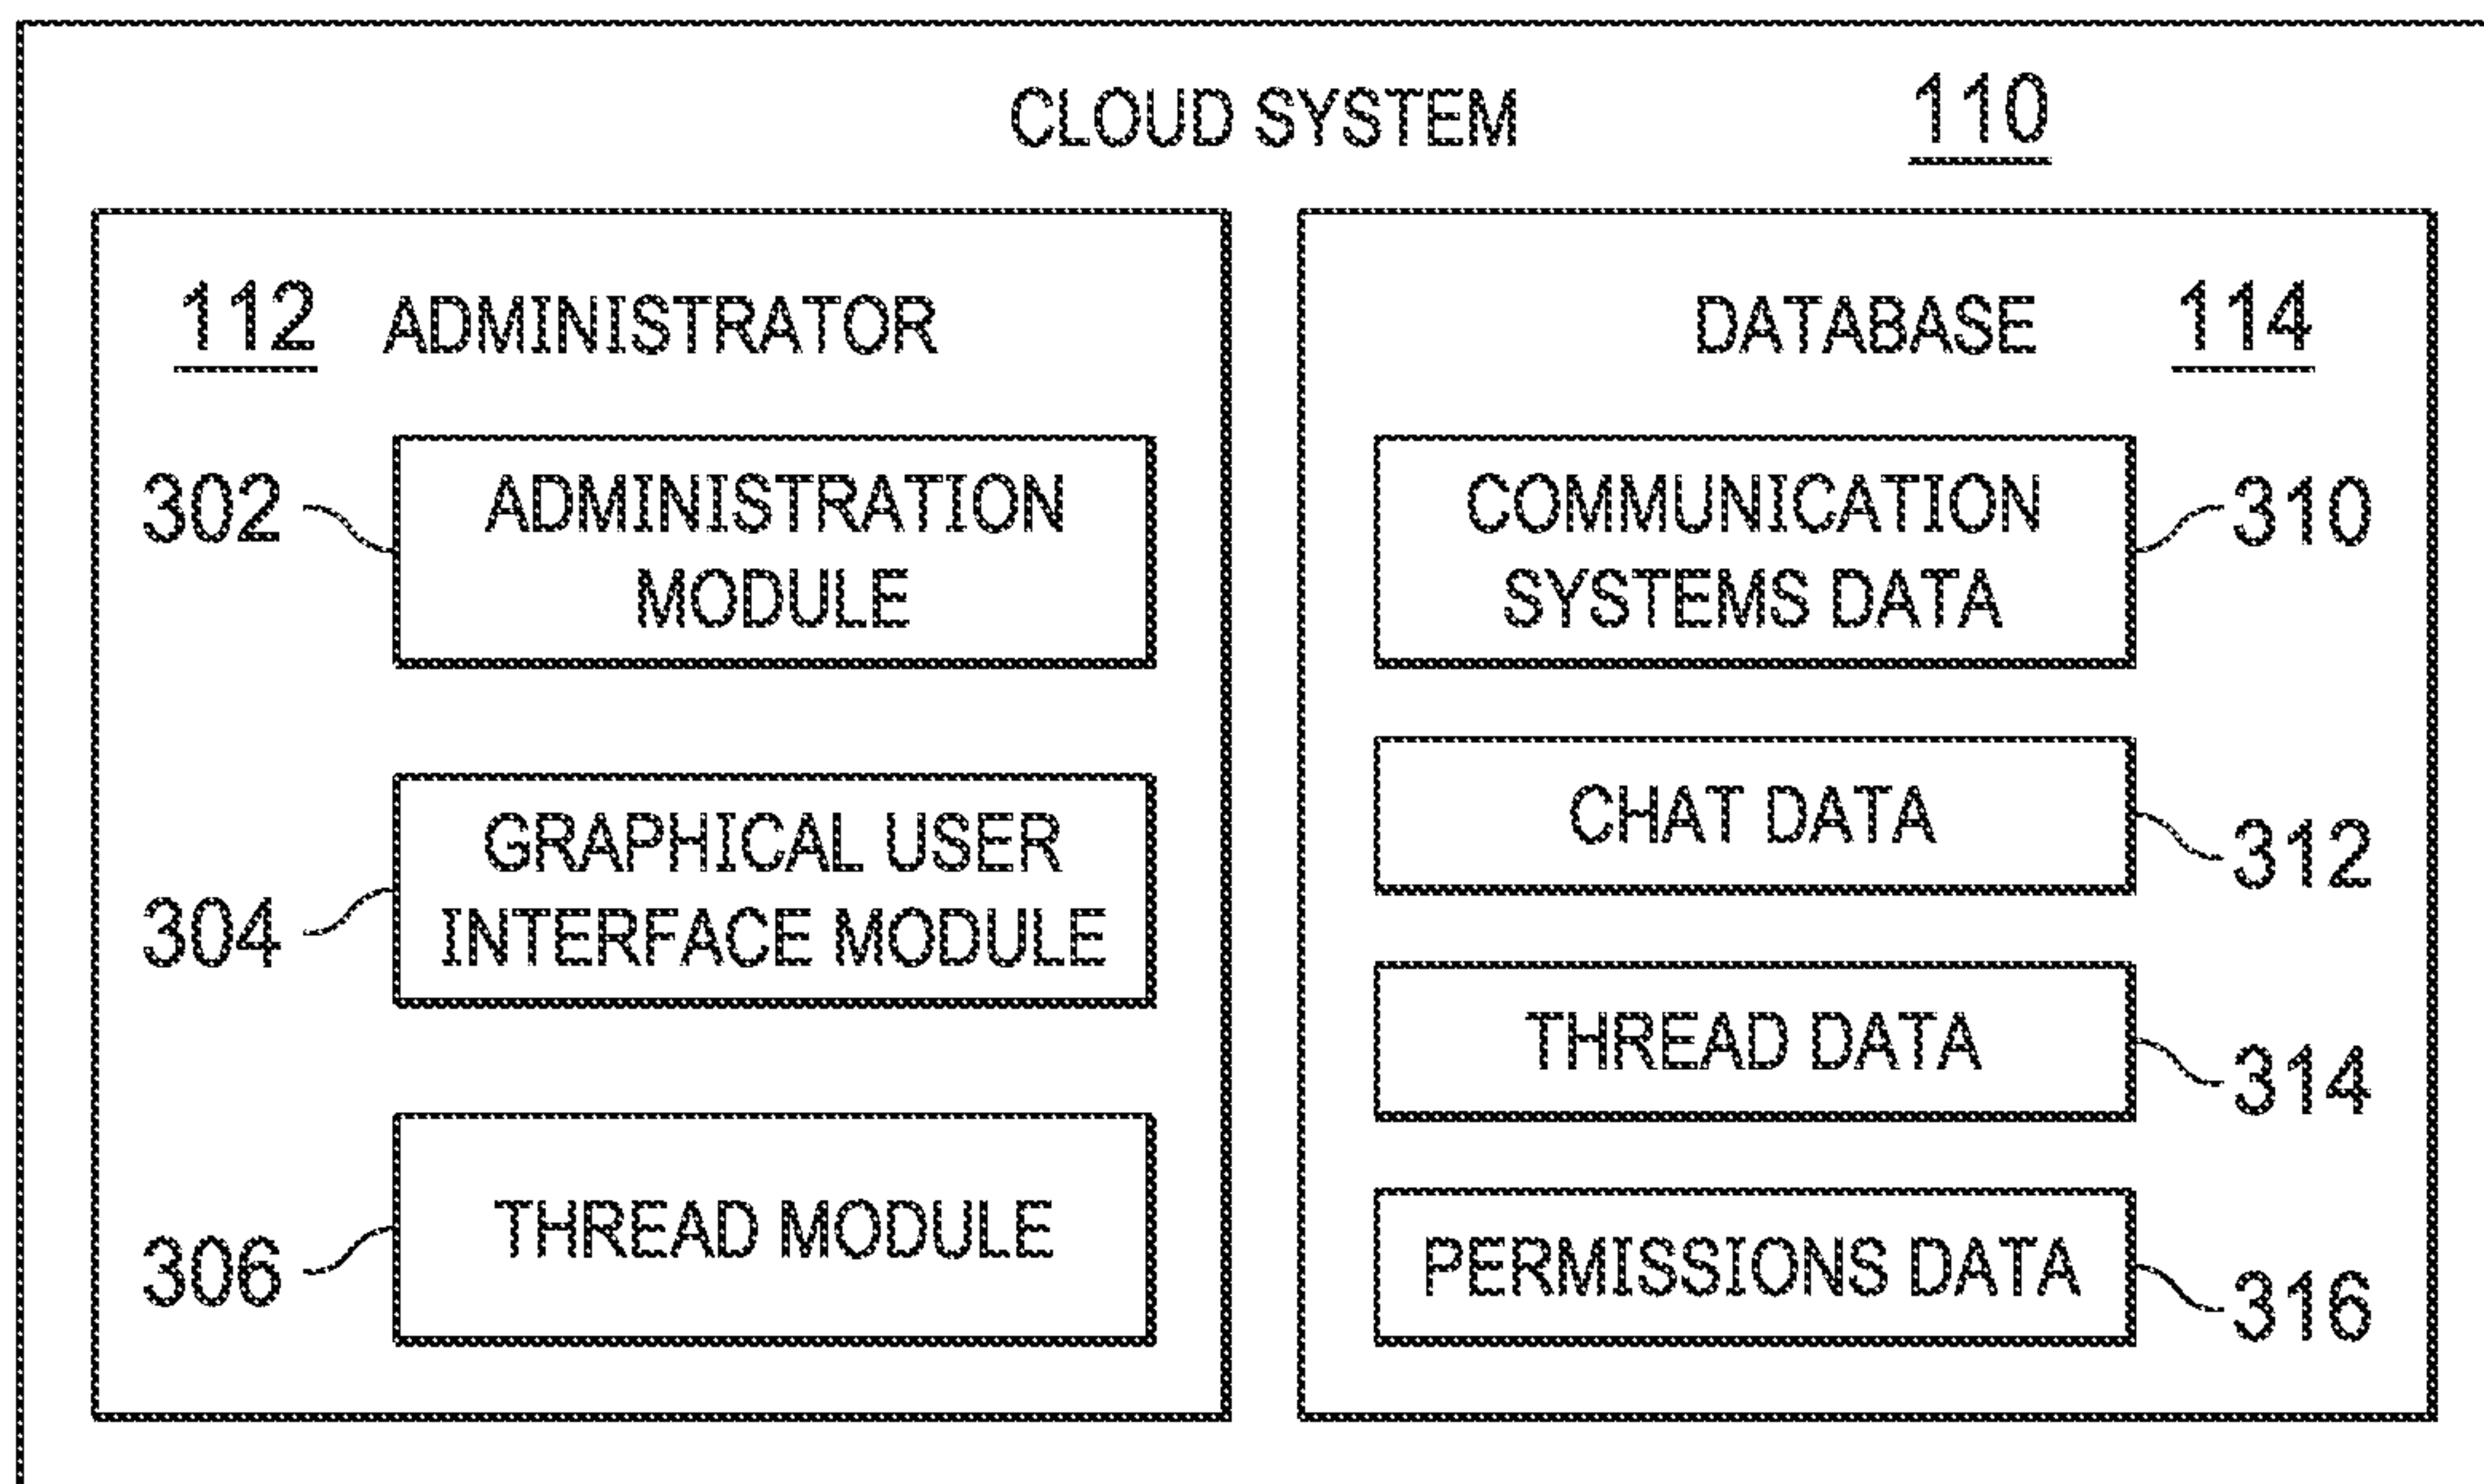 CLOUD SYSTEM 110
112 ADMINISTRATOR
302
ADMINISTRATION
MODULE
304
GRAPHICAL USER
INTERFACE MODULE
306
THREAD MODULE
DATABASE 114
COMMUNICATION
SYSTEMS DATA
310
CHAT DATA
312
THREAD DATA
314
PERMISSIONS DATA
316